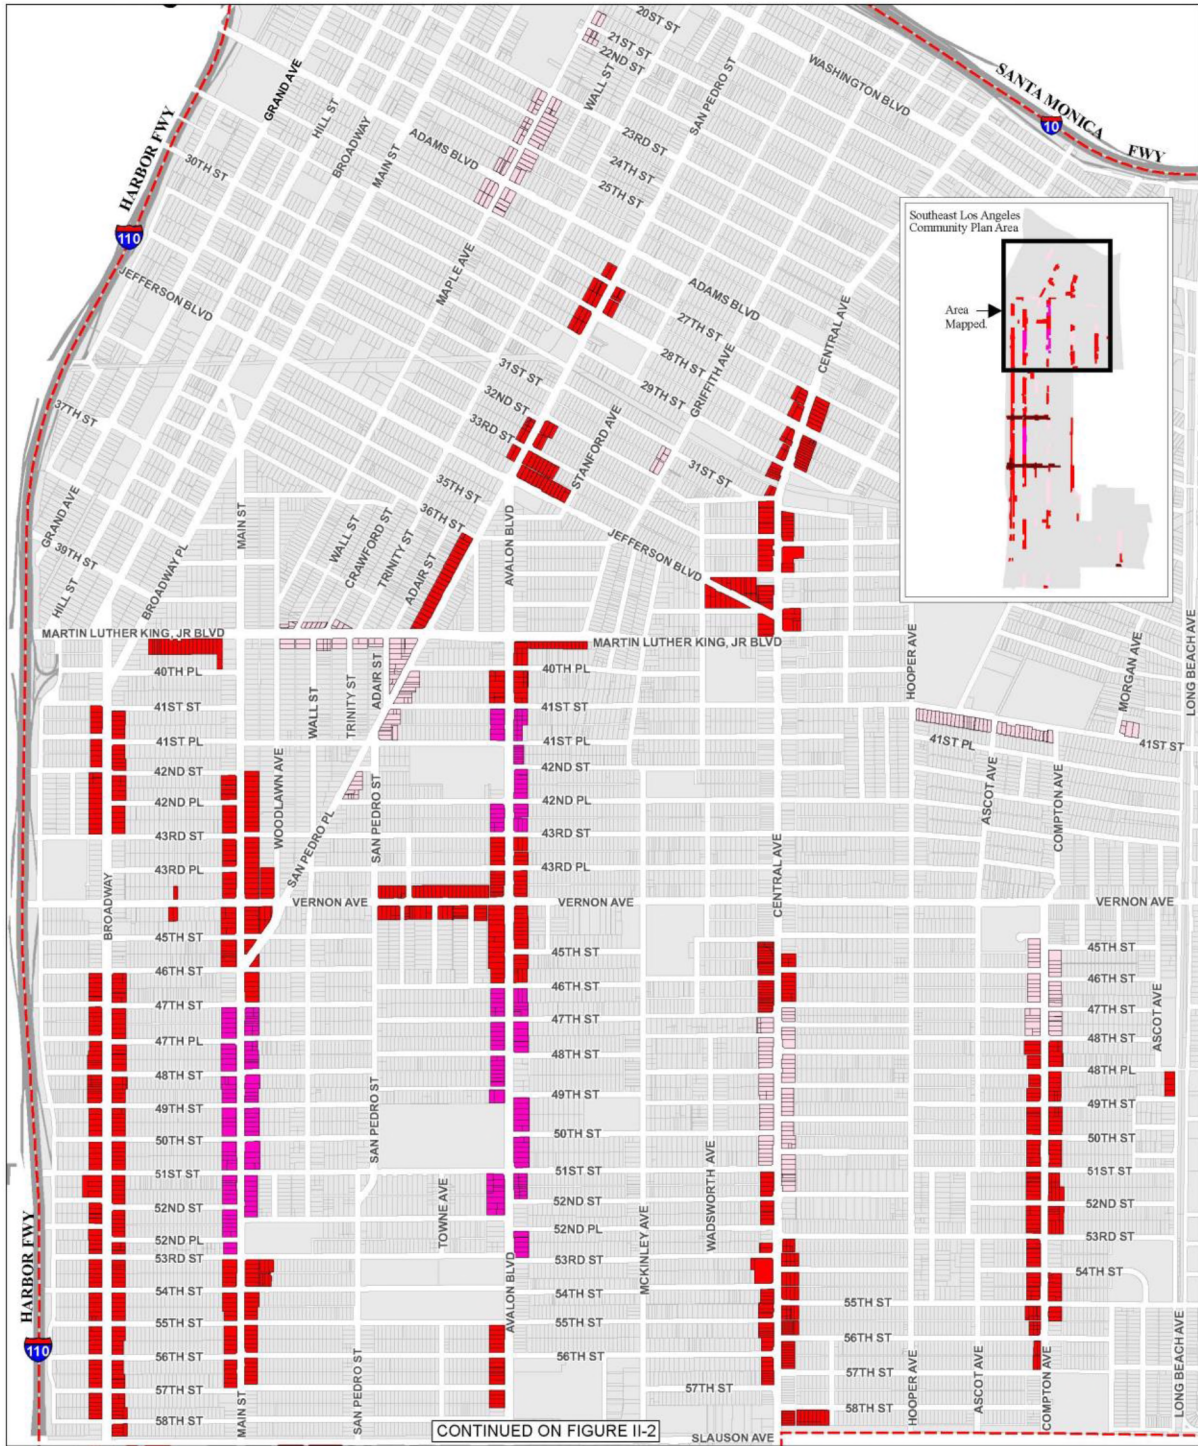 20TH ST
21ST ST
22ND ST
WALL ST
SAN PEDRO ST
WASHINGTON BLVD
SANTA MONICA
10
FWY
GRAND AVE
HILL ST
BROADWAY
MAIN ST
HARBOR FWY
30TH ST
ADAMS BLVD
23RD ST
24TH ST
25TH ST
110
JEFFERSON BLVD
MAPLE AVE
ADAMS BLVD
27TH ST
28TH ST
29TH ST
GRIFFITH AVE
CENTRAL AVE
Southeast Los Angeles
Community Plan Area
Area
Mapped.
37TH ST
31ST ST
32ND ST
33RD ST
STANFORD AVE
31ST ST
GRAND AVE
39TH ST
HILL ST
BROADWAY PL
MAIN ST
WALL ST
CRAWFORD ST
TRINITY ST
ADAIR ST
35TH ST
36TH ST
AVALON BLVD
JEFFERSON BLVD
MARTIN LUTHER KING, JR BLVD
MARTIN LUTHER KING, JR BLVD
40TH PL
40TH PL
WALL ST
TRINITY ST
ADAIR ST
HOOPER AVE
MORGAN AVE
LONG BEACH AVE
41ST ST
41ST ST
41ST PL
41ST PL
41ST PL
41ST ST
42ND ST
42ND ST
42ND PL
42ND PL
WOODLAWN AVE
SAN PEDRO PL
SAN PEDRO ST
ASCOT AVE
COMPTON AVE
43RD ST
43RD ST
43RD PL
43RD PL
BROADWAY
CENTRAL AVE
VERNON AVE
VERNON AVE
VERNON AVE
45TH ST
45TH ST
45TH ST
46TH ST
46TH ST
46TH ST
47TH ST
47TH ST
47TH ST
47TH PL
48TH ST
48TH ST
ASCOT AVE
48TH ST
48TH PL
49TH ST
49TH ST
49TH ST
50TH ST
50TH ST
50TH ST
SAN PEDRO ST
51ST ST
51ST ST
51ST ST
52ND ST
52ND ST
52ND ST
TOWNE AVE
MCKINLEY AVE
WADSWORTH AVE
52ND PL
52ND PL
53RD ST
53RD ST
53RD ST
HARBOR FWY
AVALON BLVD
54TH ST
54TH ST
54TH ST
55TH ST
55TH ST
55TH ST
110
56TH ST
56TH ST
56TH ST
57TH ST
57TH ST
57TH ST
58TH ST
58TH ST
MAIN ST
SAN PEDRO ST
HOOPER AVE
ASCOT AVE
COMPTON AVE
LONG BEACH AVE
CONTINUED ON FIGURE II-2
SLAUSON AVE